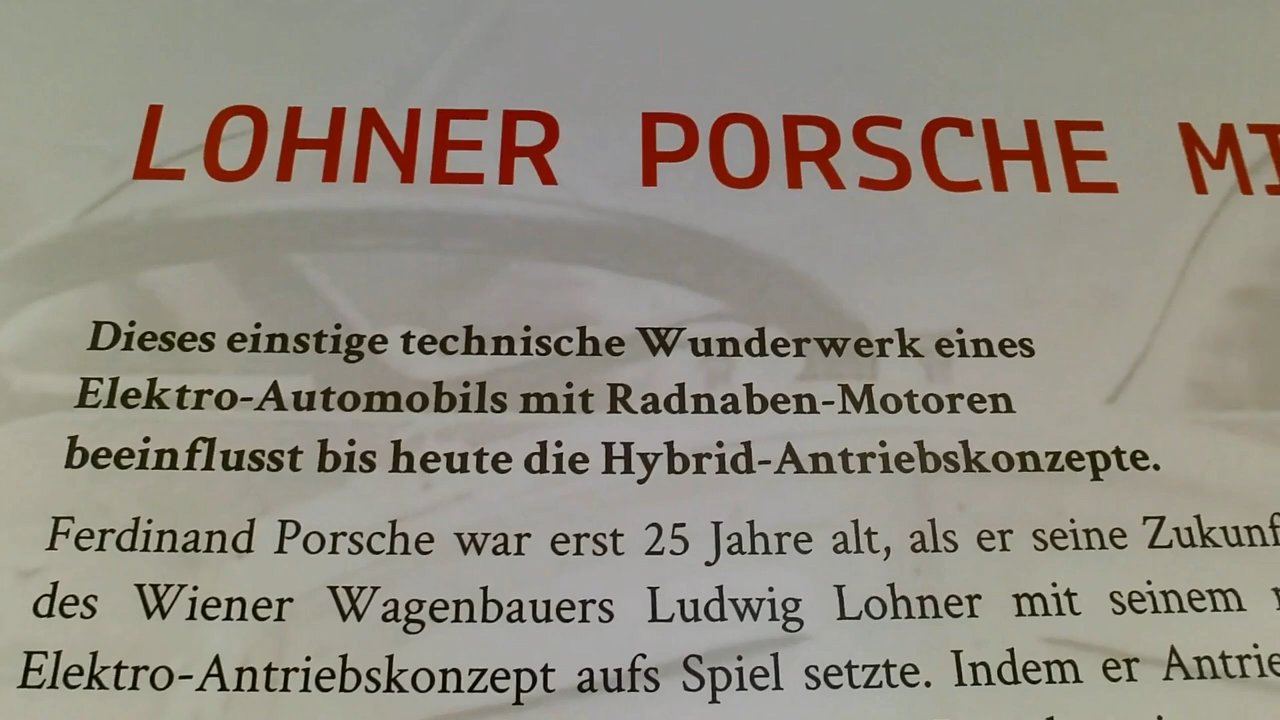 LOHNER PORSCHE
Dieses einstige technische Wunderwerk eines
Elektro-Automobils mit Radnaben-Motoren
beeinflusst bis heute die Hybrid-Antriebskonzepte.
Ferdinand Porsche war erst 25 Jahre alt, als er seine
des Wiener Wagenbauers Ludwig Lohner mit seinem
Elektro-Antriebskonzept aufs Spiel setzte. Indem er